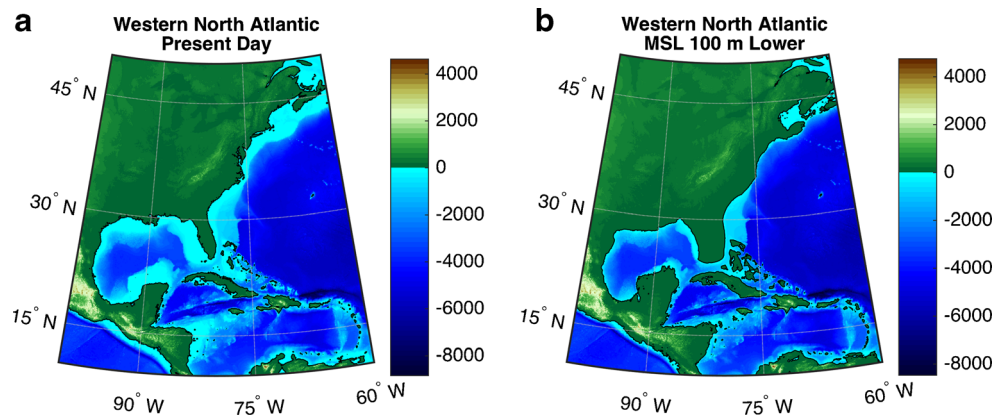 a
Western North Atlantic
Present Day
45° N
30° N
15° N
90° W
75° W
60° W
4000
2000
0
-2000
-4000
-6000
-8000
b
Western North Atlantic
MSL 100 m Lower
45° N
30° N
15° N
90° W
75° W
60° W
4000
2000
0
-2000
-4000
-6000
-8000